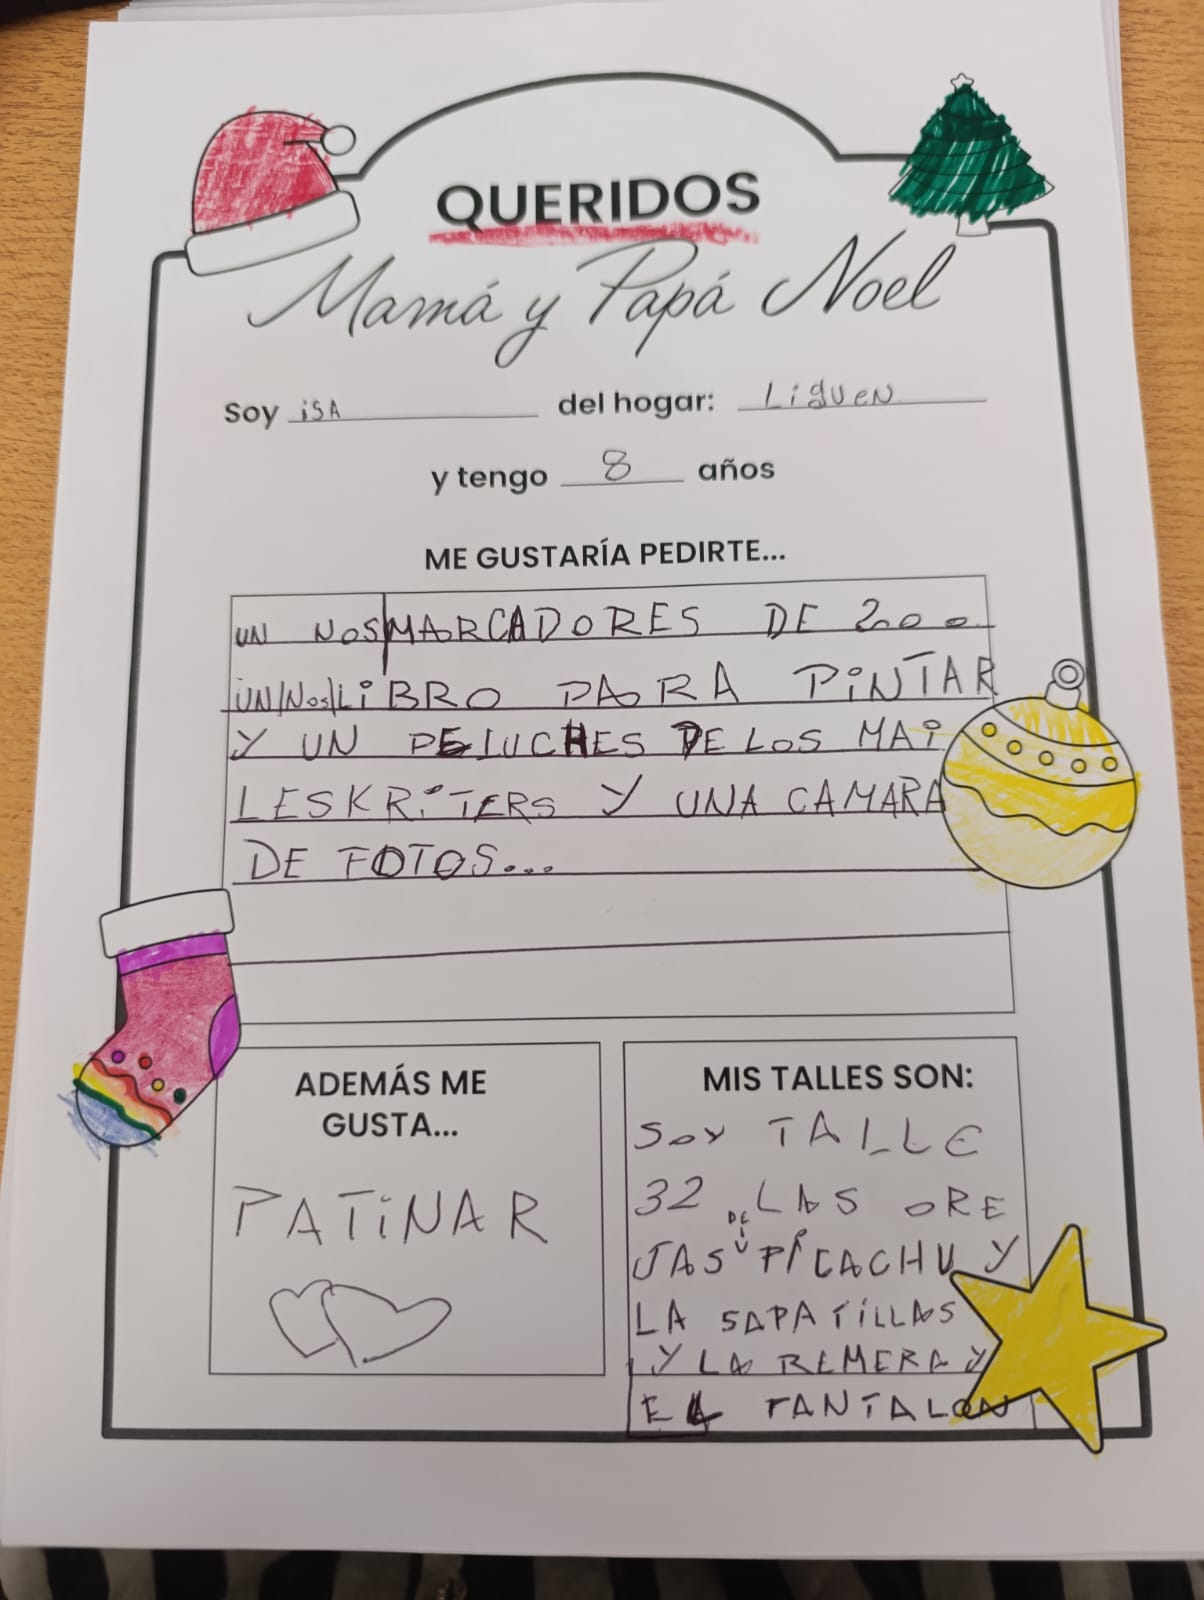 QUERIDOS
Mamá y Papá Noel
Soy iSA del hogar: LiguEN
y tengo 8 años
ME GUSTARÍA PEDIRTE...
UN NOS MARCADORES DE 200
UN/Nos/LiBRO PARA PiNTAR
Y UN PELUCHES DE LOS MAi
LESKRiTERS Y UNA CAMARA
DE FOTOS...
ADEMÁS ME
GUSTA...
PATiNAR
MIS TALLES SON:
SOY TALLE
32 DE LAS ORE
JAS Pi CACHU Y
LA SAPATiLLAS
Y LA REMERA Y
EL PANTALON